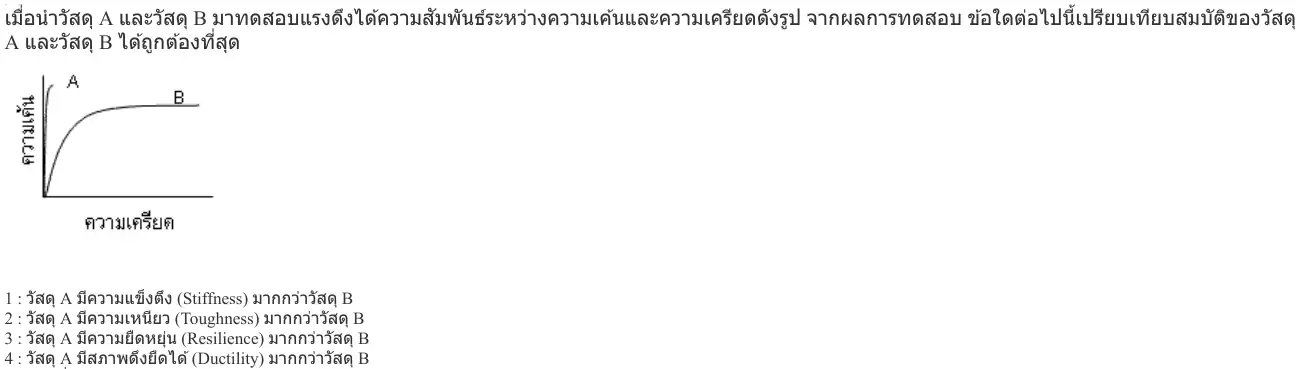 เมื่อนำวัสดุ A และวัสดุ B มาทดสอบแรงดึงได้ความสัมพันธ์ระหว่างความเค้นและความเครียดดังรูป จากผลการทดสอบ ข้อใดต่อไปนี้เปรียบเทียบสมบัติของวัสดุ
A และวัสดุ B ได้ถูกต้องที่สุด
A
B
ความเค้น
ความเครียด
1 : วัสดุ A มีความแข็งตึง (Stiffness) มากกว่าวัสดุ B
2 : วัสดุ A มีความเหนียว (Toughness) มากกว่าวัสดุ B
3 : วัสดุ A มีความยืดหยุ่น (Resilience) มากกว่าวัสดุ B
4 : วัสดุ A มีสภาพดึงยืดได้ (Ductility) มากกว่าวัสดุ B